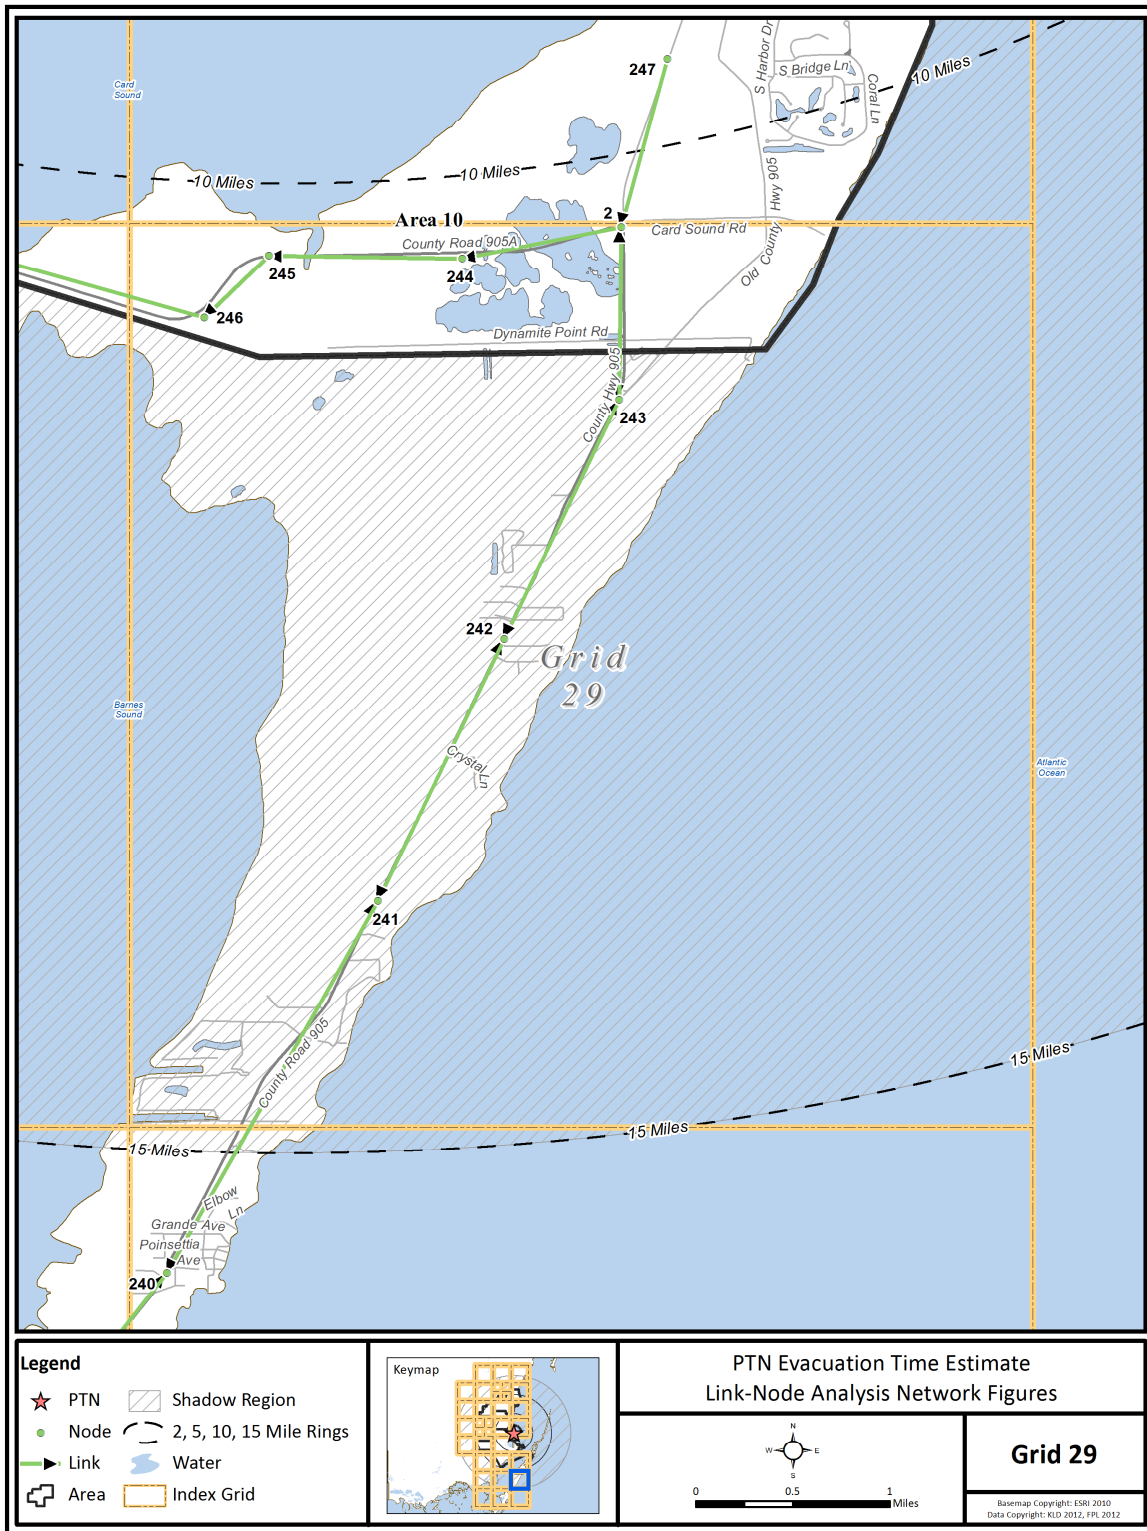 247
S Harbor Dr
S Bridge Ln
Coral Ln
10 Miles
Card
Sound
10 Miles
10 Miles
Old County Hwy 905
2
Area 10
Card Sound Rd
County Road 905A
245
244
246
Dynamite Point Rd
County Hwy 905
243
242
Grid
29
Barnes
Sound
Crystal Ln
Atlantic
Ocean
241
County Road 905
15 Miles
15 Miles
15 Miles
Elbow
Ln
Grande Ave
Poinsettia
Ave
240
Legend
PTN
Shadow Region
Node
2, 5, 10, 15 Mile Rings
Link
Water
Area
Index Grid
Keymap
PTN Evacuation Time Estimate
Link-Node Analysis Network Figures
N
W
E
S
0
0.5
1
Miles
Grid 29
Basemap Copyright: ESRI 2010
Data Copyright: KLD 2012, FPL 2012